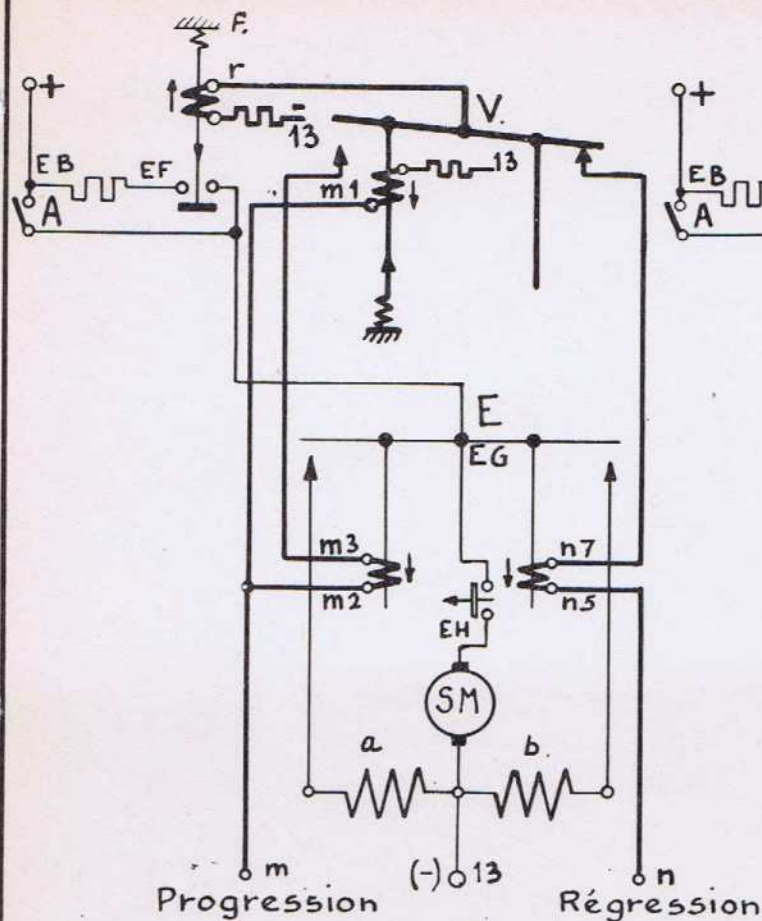 F.
+
r
V.
+
13
EB
EF
m1
13
EB
A
A
E
EG
m3
n7
m2
n5
EH
SM
a
b.
m
(-)
13
n
Progression
Régression